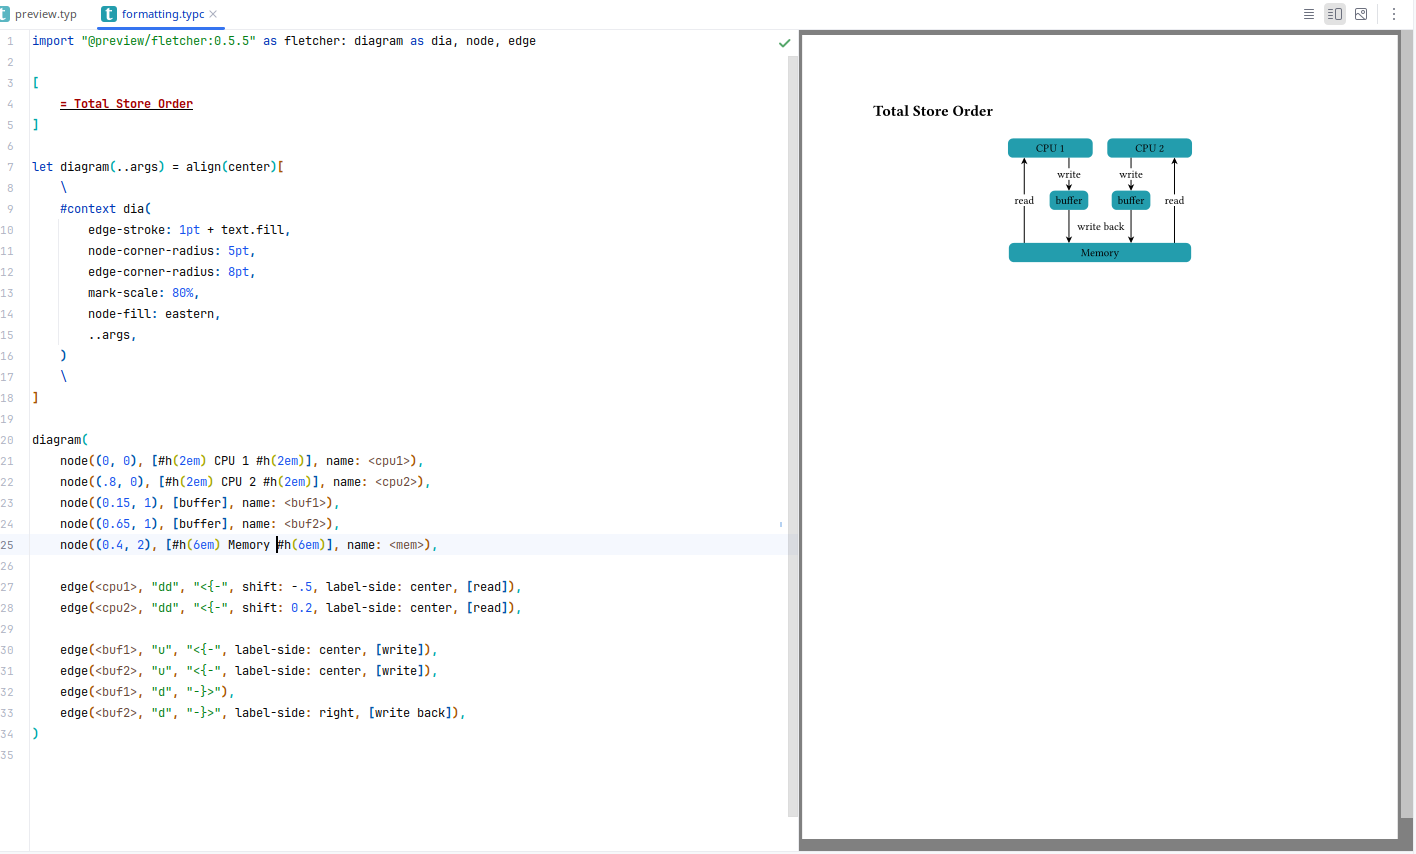 preview.typ
formatting.typc
1 import "@preview/fletcher:0.5.5" as fletcher: diagram as dia, node, edge
2
3 [
4 = Total Store Order
5 ]
6
7 let diagram(..args) = align(center)[
8 \
9 #context dia(
10 edge-stroke: 1pt + text.fill,
11 node-corner-radius: 5pt,
12 edge-corner-radius: 8pt,
13 mark-scale: 80%,
14 node-fill: eastern,
15 ..args,
16 )
17 \
18 ]
19
20 diagram(
21 node((0, 0), [#h(2em) CPU 1 #h(2em)], name: <cpu1>),
22 node((.8, 0), [#h(2em) CPU 2 #h(2em)], name: <cpu2>),
23 node((0.15, 1), [buffer], name: <buf1>),
24 node((0.65, 1), [buffer], name: <buf2>),
25 node((0.4, 2), [#h(6em) Memory #h(6em)], name: <mem>),
26
27 edge(<cpu1>, "dd", "<{-", shift: -.5, label-side: center, [read]),
28 edge(<cpu2>, "dd", "<{-", shift: 0.2, label-side: center, [read]),
29
30 edge(<buf1>, "u", "<{-", label-side: center, [write]),
31 edge(<buf2>, "u", "<{-", label-side: center, [write]),
32 edge(<buf1>, "d", "-}>"),
33 edge(<buf2>, "d", "-}>", label-side: right, [write back]),
34 )
35
Total Store Order
CPU 1 CPU 2
write write
read buffer buffer read
write back
Memory